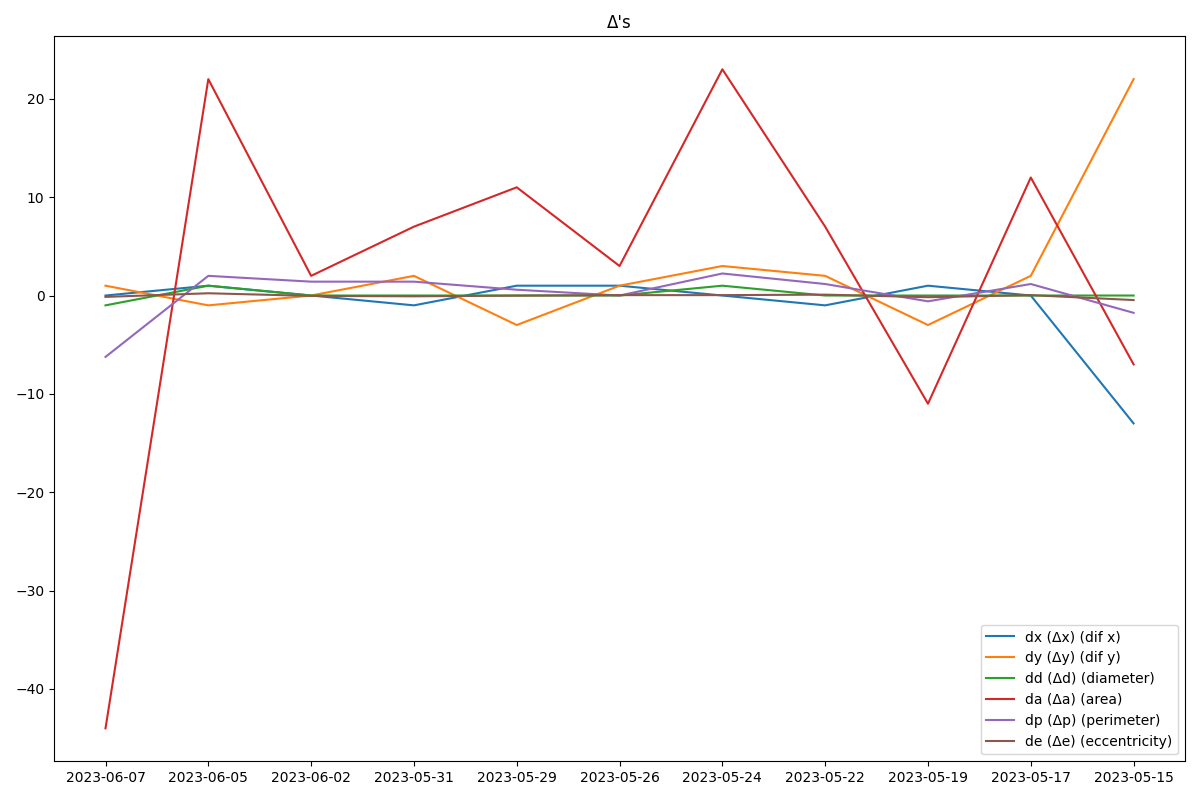 Δ's
20
10
0
−10
−20
−30
−40
dx (Δx) (dif x)
dy (Δy) (dif y)
dd (Δd) (diameter)
da (Δa) (area)
dp (Δp) (perimeter)
de (Δe) (eccentricity)
2023-06-07 2023-06-05 2023-06-02 2023-05-31 2023-05-29 2023-05-26 2023-05-24 2023-05-22 2023-05-19 2023-05-17 2023-05-15